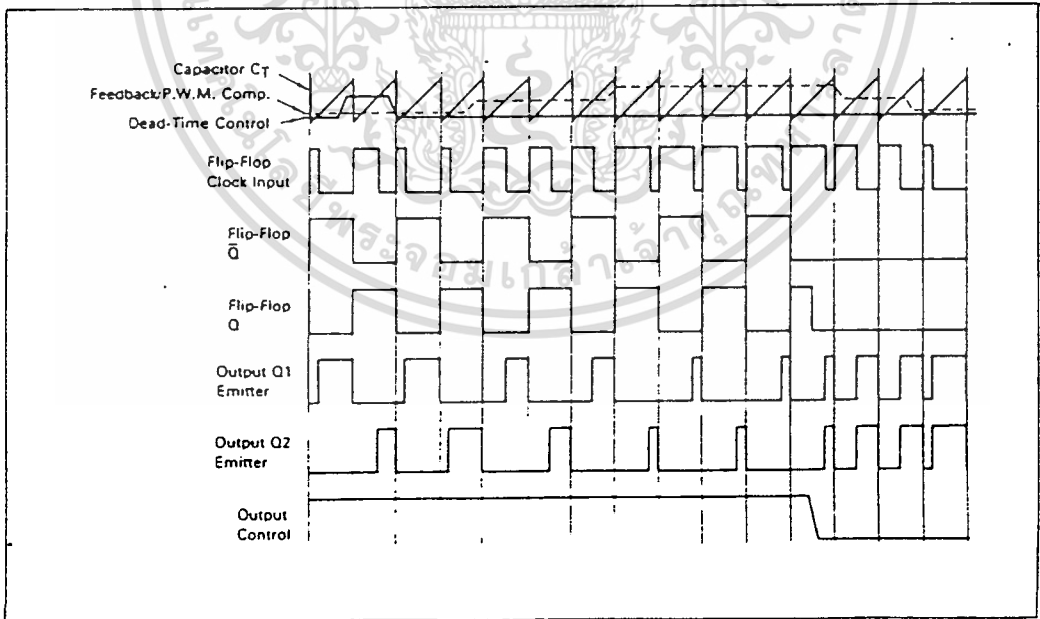 Capacitor CT
Feedback/P.W.M. Comp.
Dead-Time Control
Flip-Flop
Clock Input
Flip-Flop
Q̅
Flip-Flop
Q
Output Q1
Emitter
Output Q2
Emitter
Output
Control